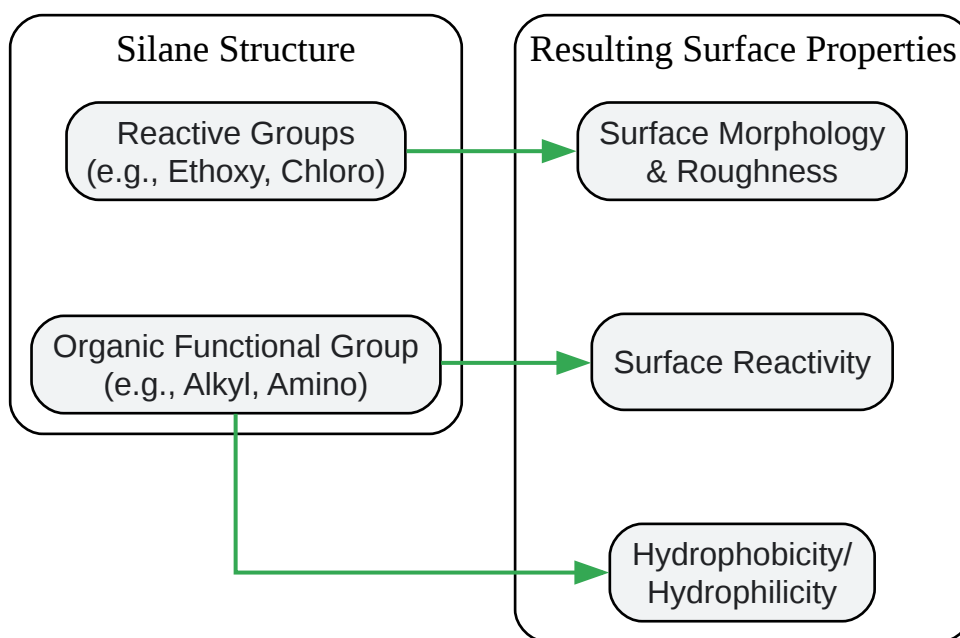 Silane Structure
Reactive Groups
(e.g., Ethoxy, Chloro)
Organic Functional Group
(e.g., Alkyl, Amino)
Resulting Surface Properties
Surface Morphology
& Roughness
Surface Reactivity
Hydrophobicity/
Hydrophilicity